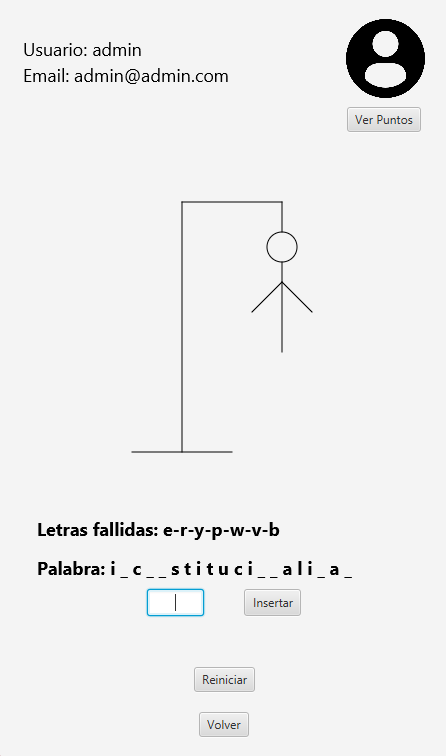 Usuario: admin
Email: admin@admin.com
Ver Puntos
Letras fallidas: e-r-y-p-w-v-b
Palabra: i _ c _ _ s t i t u c i _ _ a l i _ a _
Insertar
Reiniciar
Volver